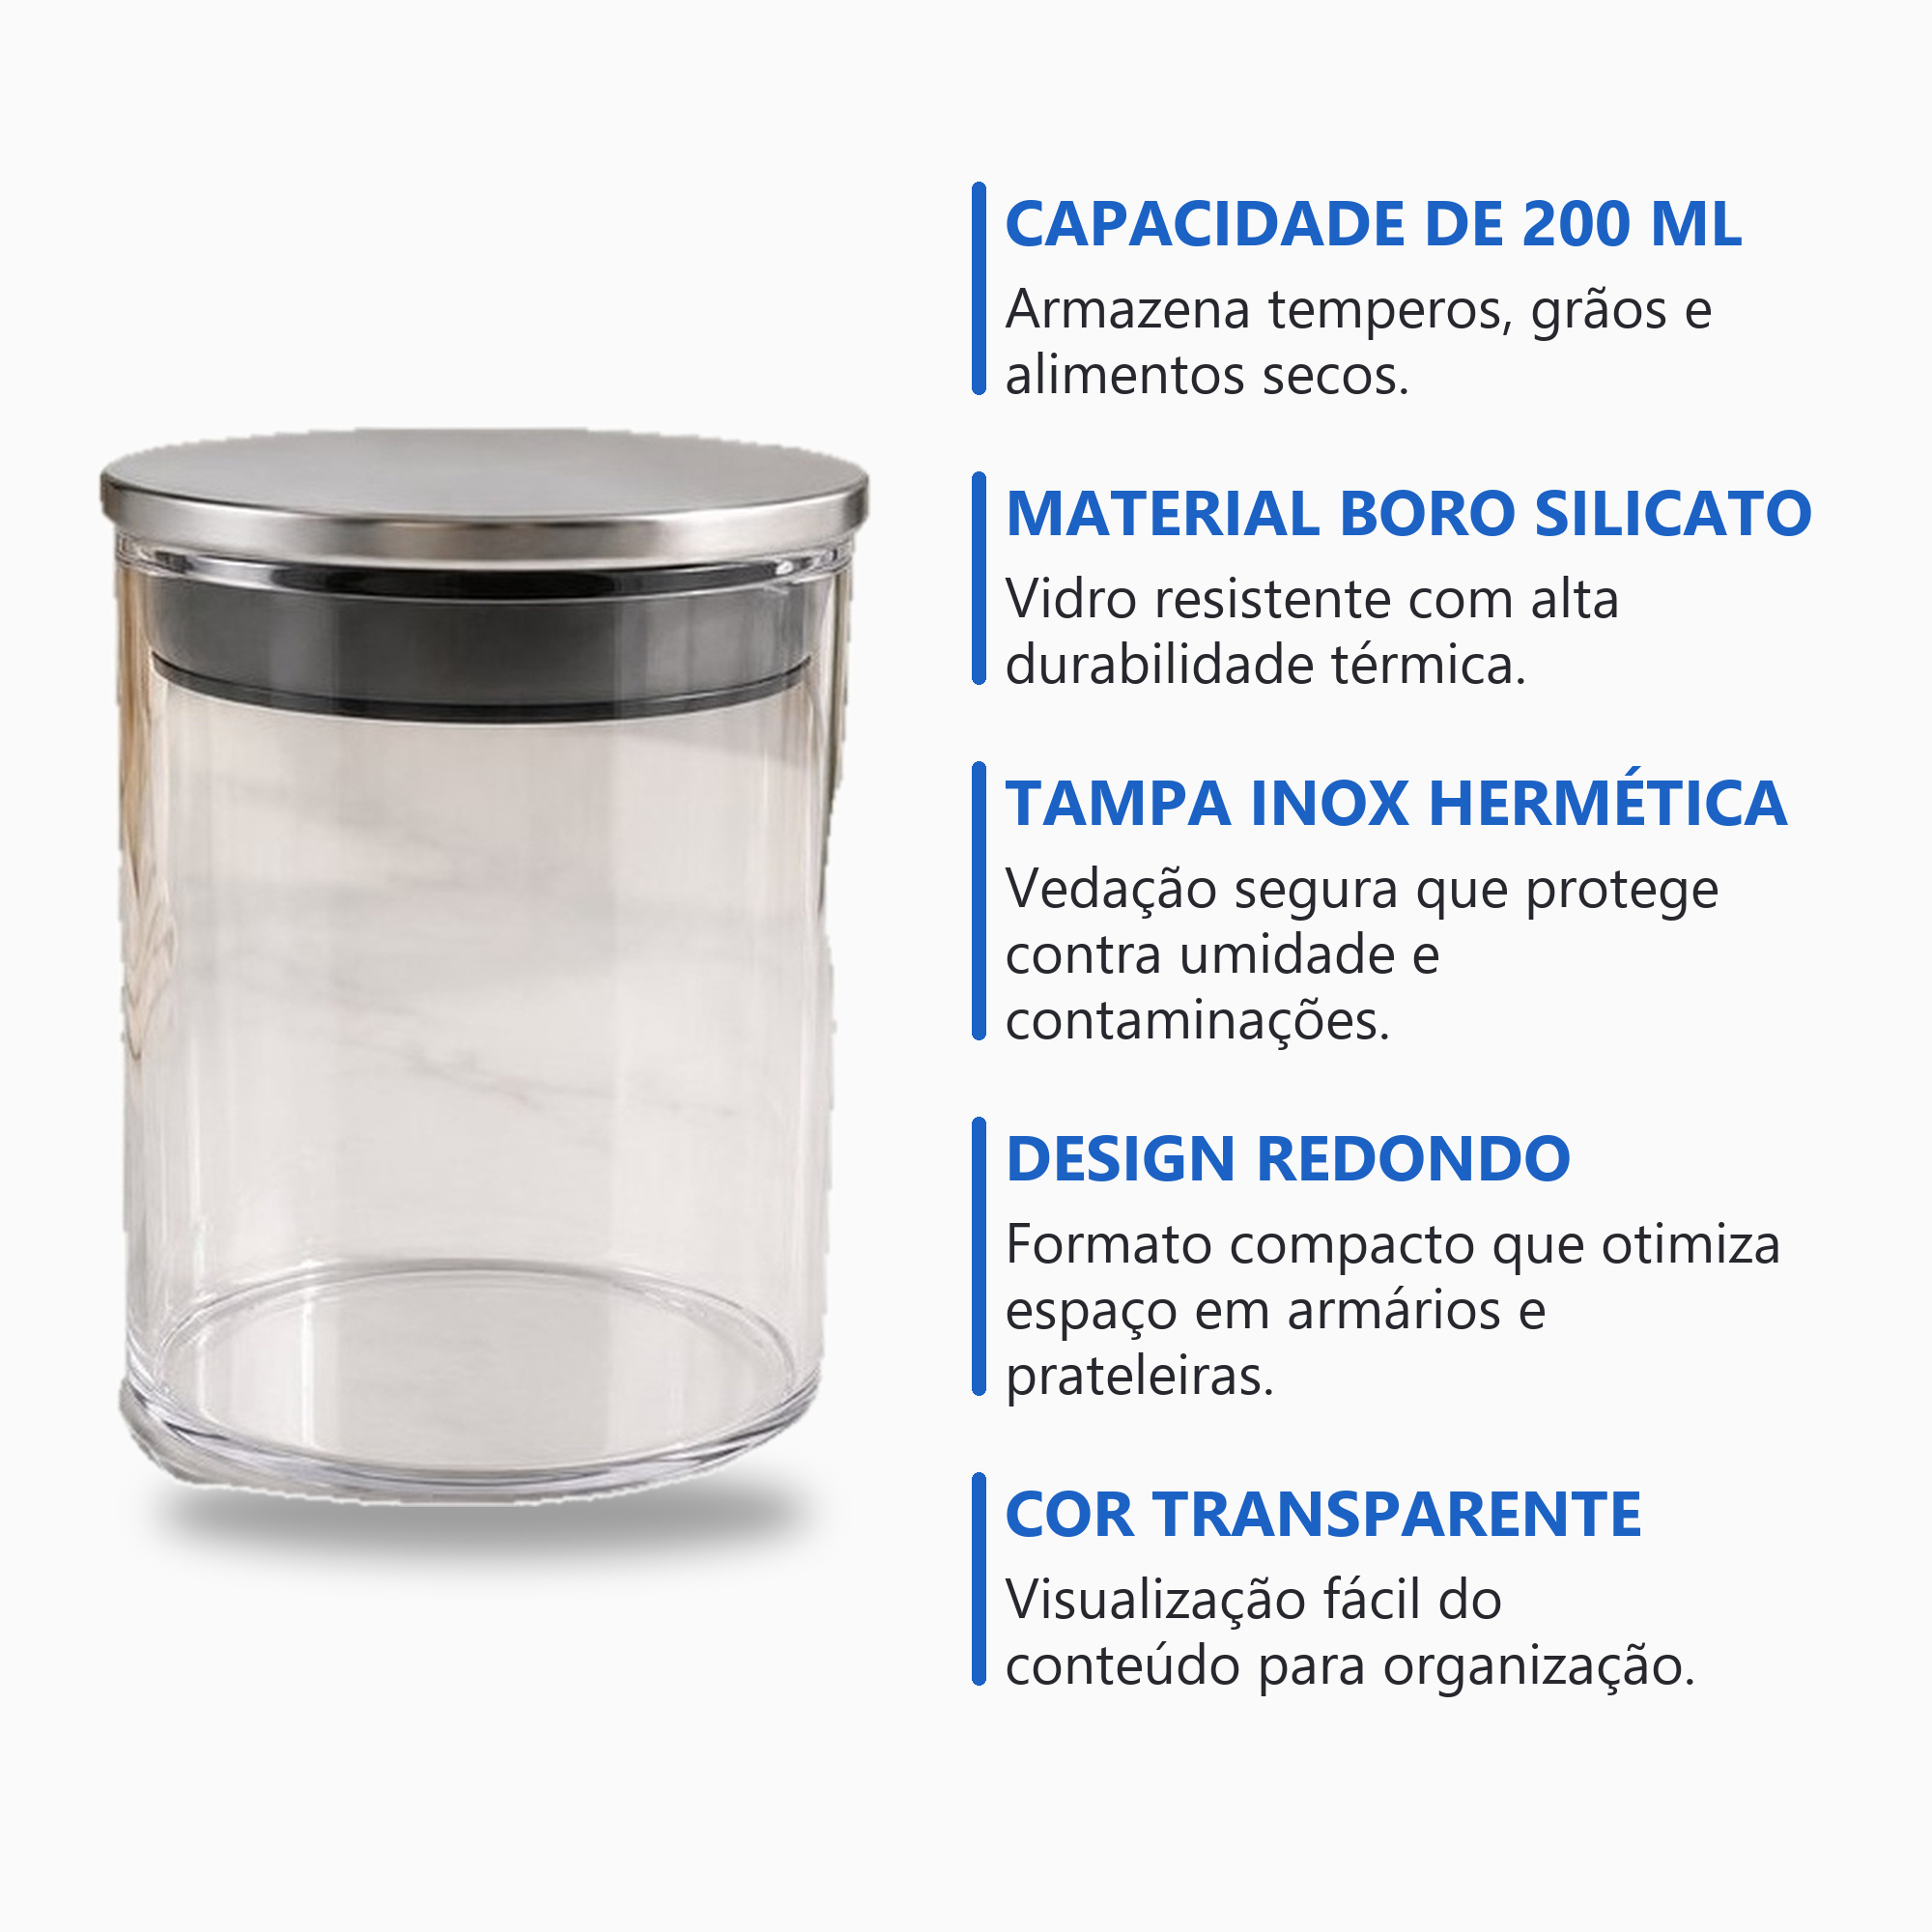 CAPACIDADE DE 200 ML
Armazena temperos, grãos e
alimentos secos.
MATERIAL BORO SILICATO
Vidro resistente com alta
durabilidade térmica.
TAMPA INOX HERMÉTICA
Vedação segura que protege
contra umidade e
contaminações.
DESIGN REDONDO
Formato compacto que otimiza
espaço em armários e
prateleiras.
COR TRANSPARENTE
Visualização fácil do
conteúdo para organização.